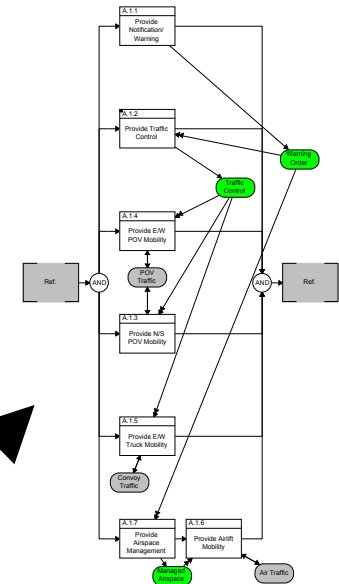 A.1.1
Provide
Notification/
Warning
A.1.2
Provide Traffic
Control
Warning
Order
Traffic
Control
A.1.4
Provide E/W
POV Mobility
Ref.
AND
POV
Traffic
AND
Ref.
A.1.3
Provide N/S
POV Mobility
A.1.5
Provide E/W
Truck Mobility
Convoy
Traffic
A.1.7
Provide
Airspace
Management
A.1.6
Provide Airlift
Mobility
Managed
Airspace
Air Traffic